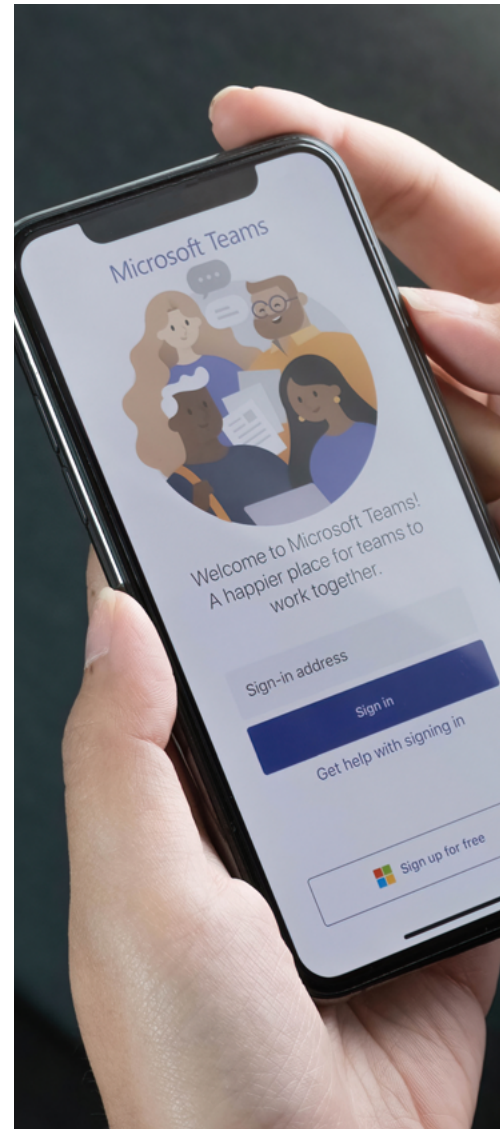 Microsoft Teams
Welcome to Microsoft Teams!
A happier place for teams to
work together.
Sign-in address
Sign in
Get help with signing in
Sign up for free